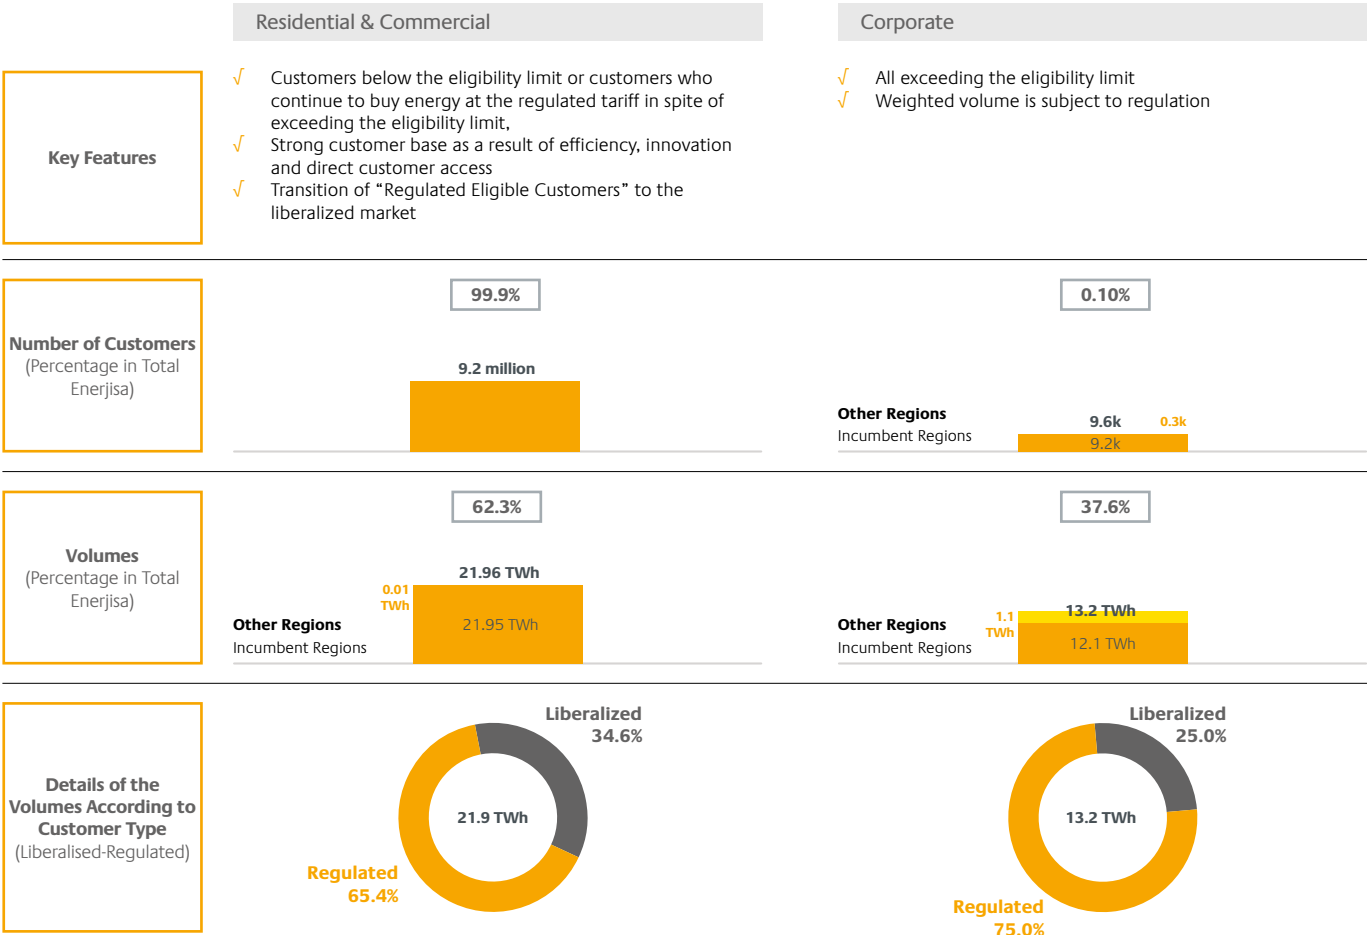 Residential & Commercial
Corporate
Key Features
√ Customers below the eligibility limit or customers who
continue to buy energy at the regulated tariff in spite of
exceeding the eligibility limit,
√ Strong customer base as a result of efficiency, innovation
and direct customer access
√ Transition of “Regulated Eligible Customers” to the
liberalized market
√ All exceeding the eligibility limit
√ Weighted volume is subject to regulation
Number of Customers
(Percentage in Total
Enerjisa)
99.9%
9.2 million
0.10%
Other Regions
Incumbent Regions
9.6k
0.3k
9.2k
Volumes
(Percentage in Total
Enerjisa)
62.3%
21.96 TWh
0.01
TWh
Other Regions
Incumbent Regions
21.95 TWh
37.6%
Other Regions
Incumbent Regions
1.1
TWh
13.2 TWh
12.1 TWh
Details of the
Volumes According to
Customer Type
(Liberalised-Regulated)
Liberalized
34.6%
21.9 TWh
Regulated
65.4%
Liberalized
25.0%
13.2 TWh
Regulated
75.0%